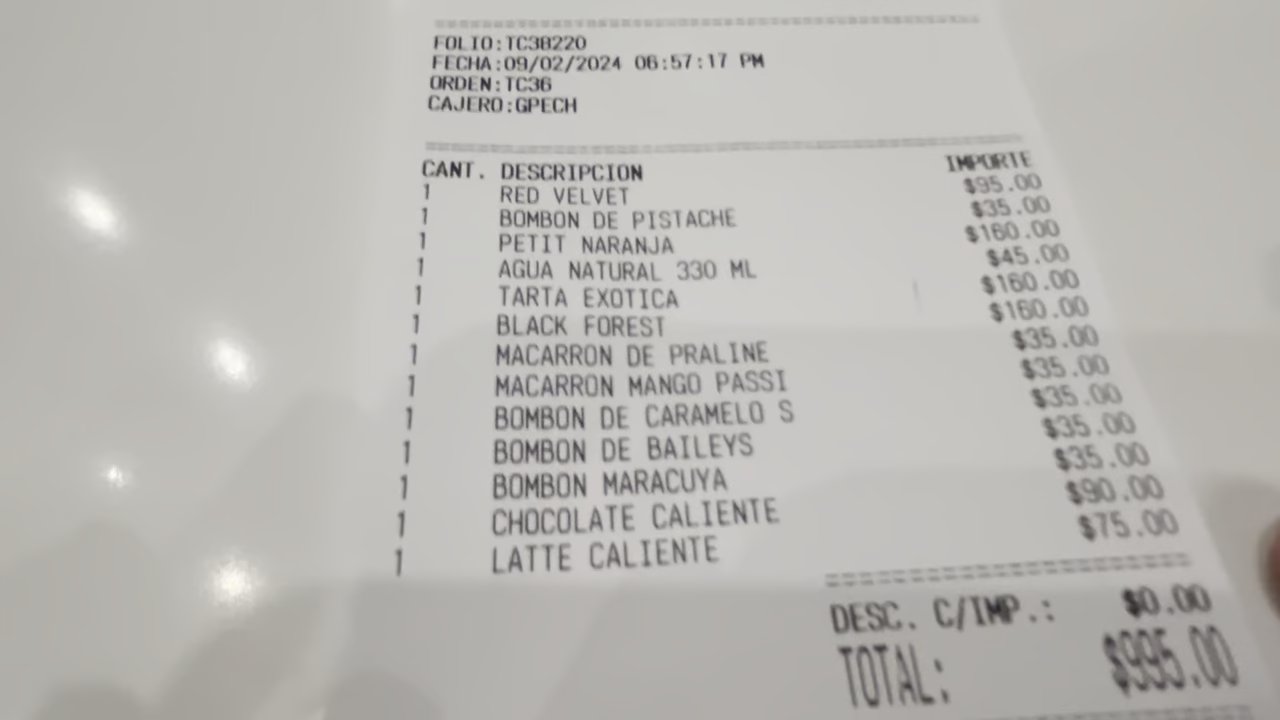 FOLIO:TC38220
FECHA:09/02/2024 06:57:17 PM
ORDEN:TC36
CAJERO:GPECH
CANT. DESCRIPCION IMPORTE
1 RED VELVET $95.00
1 BOMBON DE PISTACHE $35.00
1 PETIT NARANJA $160.00
1 AGUA NATURAL 330 ML $45.00
1 TARTA EXOTICA $160.00
1 BLACK FOREST $160.00
1 MACARRON DE PRALINE $35.00
1 MACARRON MANGO PASSI $35.00
1 BOMBON DE CARAMELO S $35.00
1 BOMBON DE BAILEYS $35.00
1 BOMBON MARACUYA $35.00
1 CHOCOLATE CALIENTE $90.00
1 LATTE CALIENTE $75.00
DESC. C/IMP.: $0.00
TOTAL: $995.00